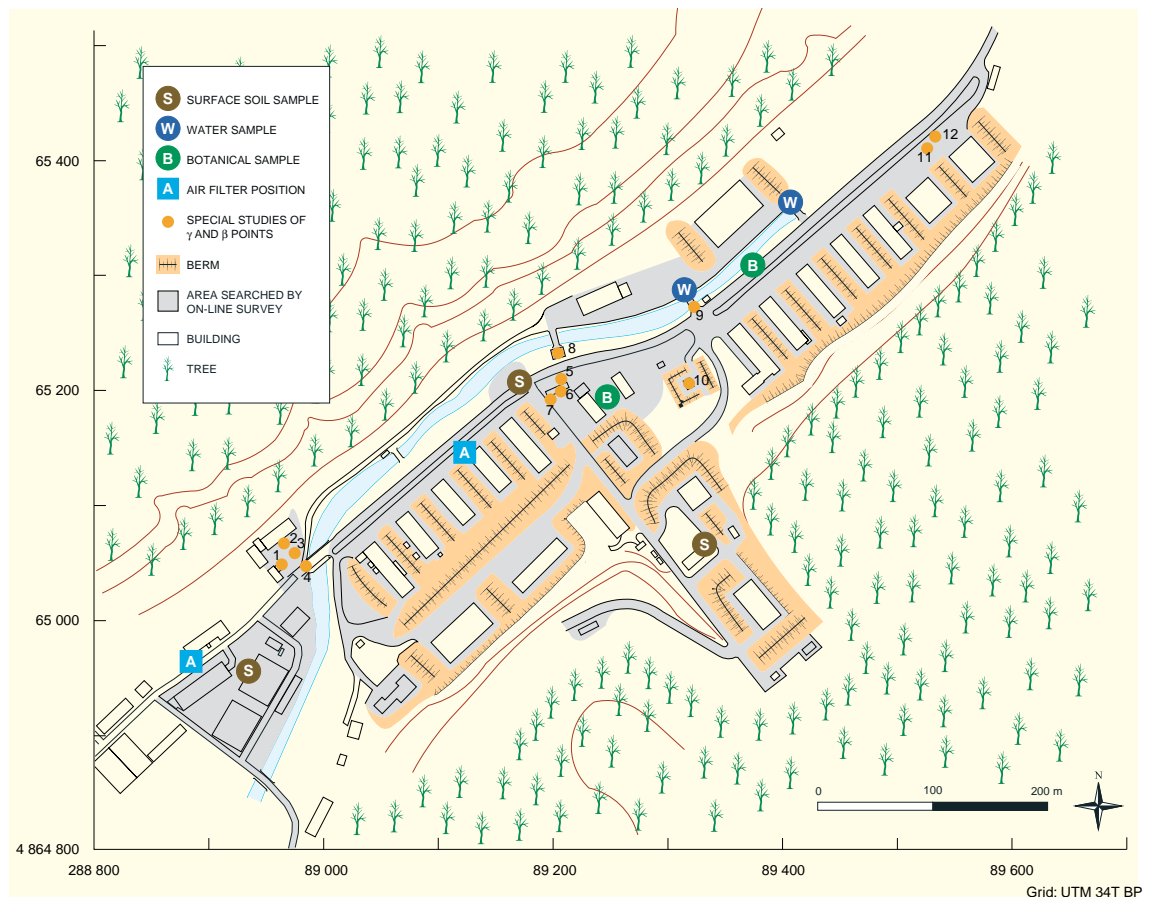 S SURFACE SOIL SAMPLE
W WATER SAMPLE
B BOTANICAL SAMPLE
A AIR FILTER POSITION
SPECIAL STUDIES OF
γ AND β POINTS
BERM
AREA SEARCHED BY
ON-LINE SURVEY
BUILDING
TREE
65 400
65 200
65 000
4 864 800
288 800
89 000
89 200
89 400
89 600
12
11
W
B
W
9
8
5
S
6
7
B
10
A
S
2
3
1
4
A
S
N
0
100
200 m
Grid: UTM 34T BP